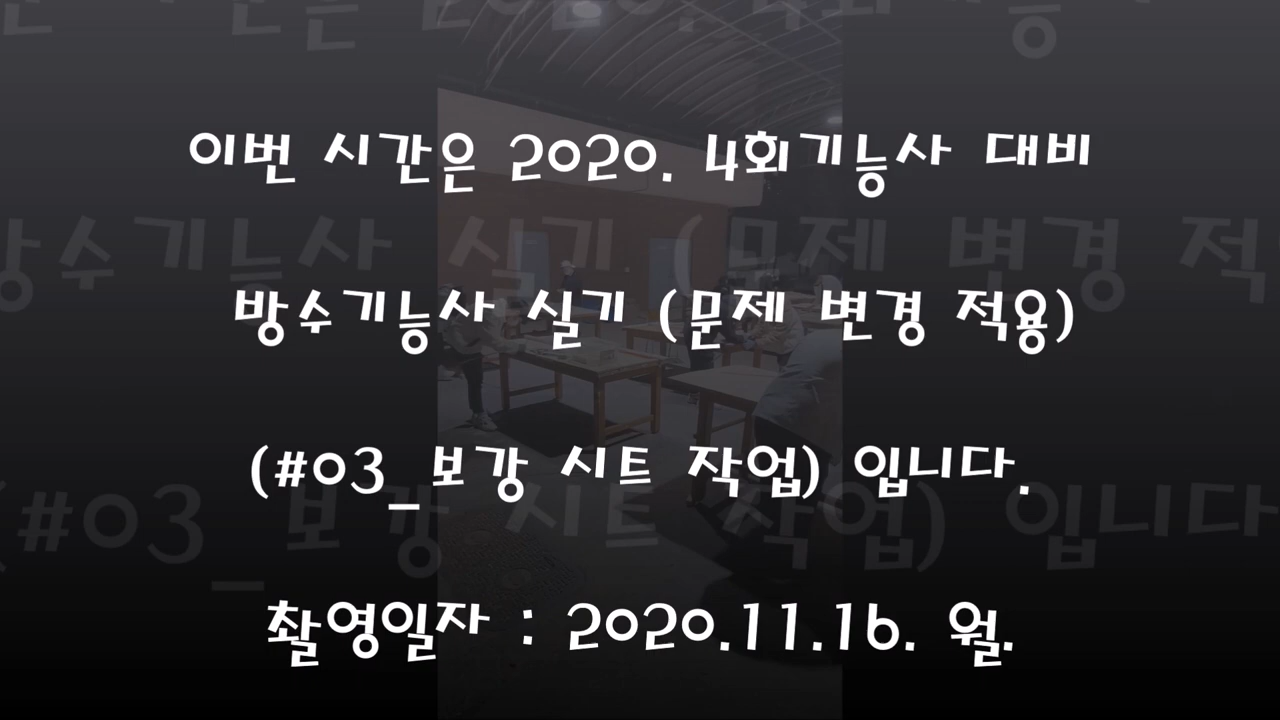 이번 시간은 2020. 4회기능사 대비
방수기능사 실기 (문제 변경 적용)
(#03_보강 시트 작업) 입니다.
촬영일자 : 2020.11.16. 월.